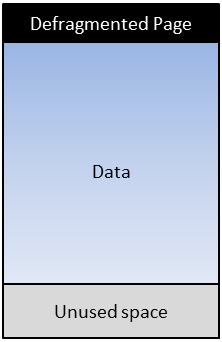 Defragmented Page
Data
Unused space